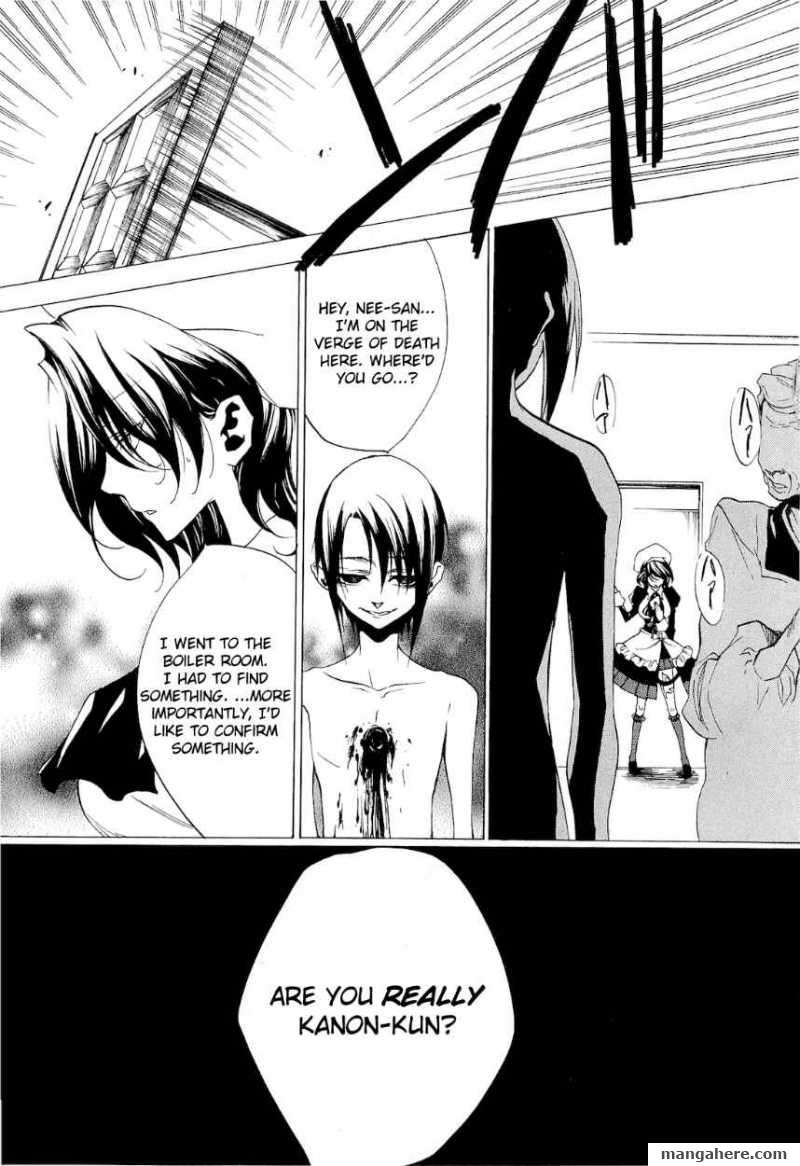 HEY, NEE-SAN...
I'M ON THE
VERGE OF DEATH
HERE. WHERE'D
YOU GO...?
I WENT TO THE
BOILER ROOM.
I HAD TO FIND
SOMETHING. ...MORE
IMPORTANTLY, I'D
LIKE TO CONFIRM
SOMETHING.
ARE YOU REALLY
KANON-KUN?
mangahere.com